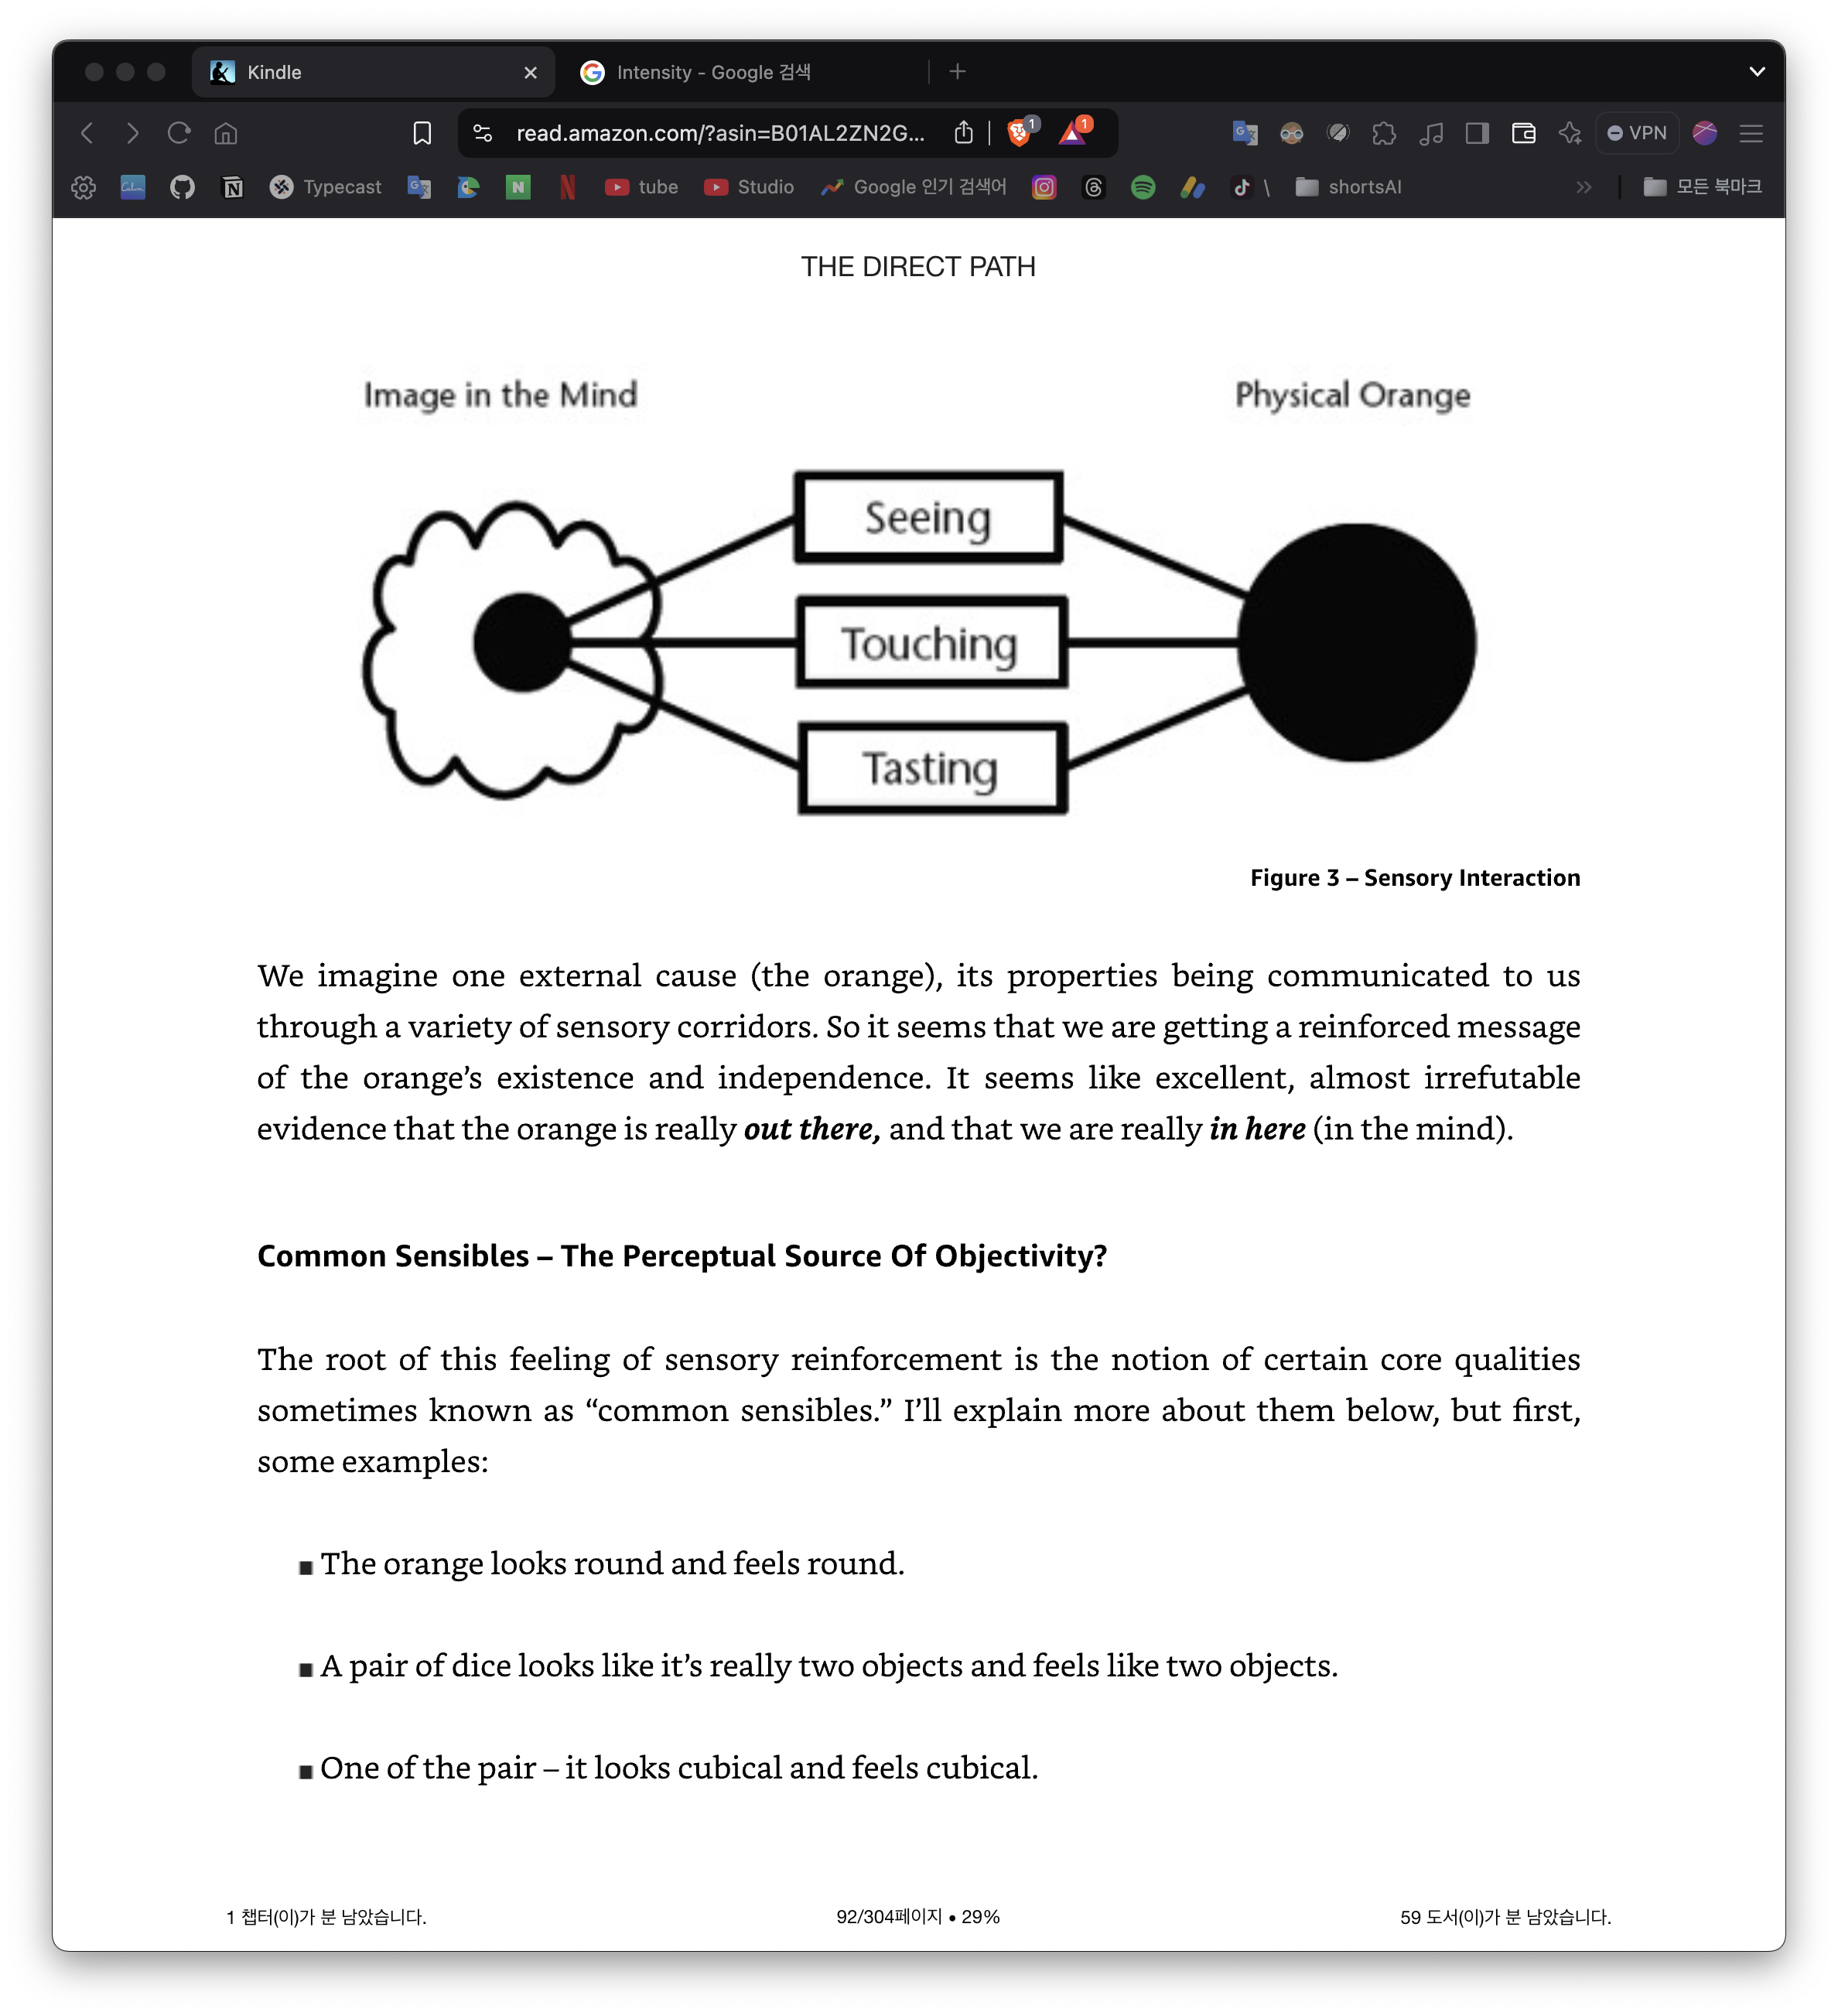 Kindle
Intensity - Google 검색
read.amazon.com/?asin=B01AL2ZN2G...
1
1
VPN
Calm
Typecast
tube
Studio
Google 인기 검색어
\
shortsAI
모든 북마크
THE DIRECT PATH
Image in the Mind
Physical Orange
Seeing
Touching
Tasting
Figure 3 – Sensory Interaction
We imagine one external cause (the orange), its properties being communicated to us
through a variety of sensory corridors. So it seems that we are getting a reinforced message
of the orange’s existence and independence. It seems like excellent, almost irrefutable
evidence that the orange is really out there, and that we are really in here (in the mind).
Common Sensibles – The Perceptual Source Of Objectivity?
The root of this feeling of sensory reinforcement is the notion of certain core qualities
sometimes known as “common sensibles.” I’ll explain more about them below, but first,
some examples:
■ The orange looks round and feels round.
■ A pair of dice looks like it’s really two objects and feels like two objects.
■ One of the pair – it looks cubical and feels cubical.
1 챕터(이)가 분 남았습니다.
92/304페이지 • 29%
59 도서(이)가 분 남았습니다.